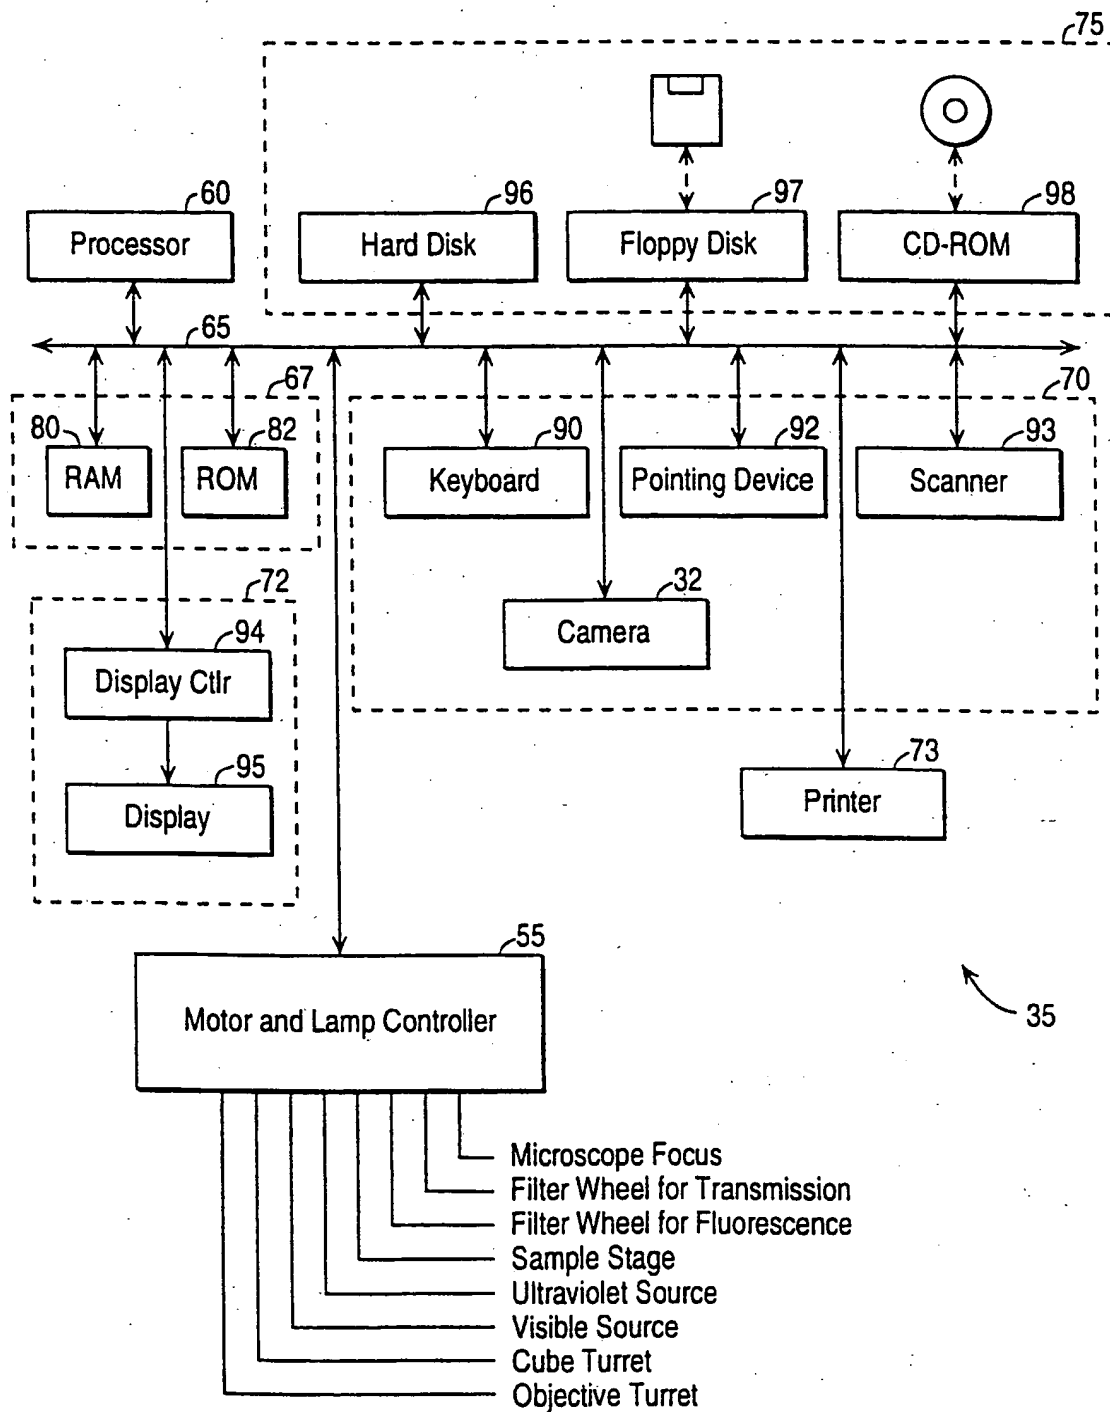 75
60
96
97
98
Processor
Hard Disk
Floppy Disk
CD-ROM
65
67
70
80
82
90
92
93
RAM
ROM
Keyboard
Pointing Device
Scanner
72
32
94
Camera
Display Ctlr
95
73
Display
Printer
55
Motor and Lamp Controller
35
Microscope Focus
Filter Wheel for Transmission
Filter Wheel for Fluorescence
Sample Stage
Ultraviolet Source
Visible Source
Cube Turret
Objective Turret